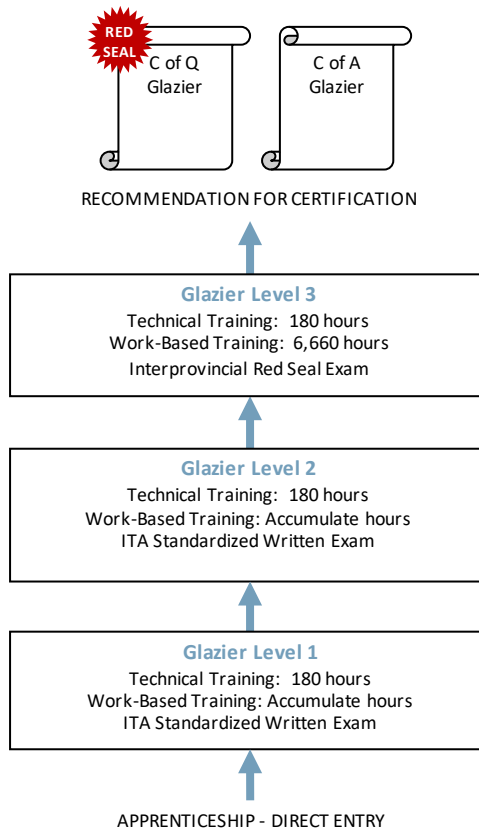 RED
SEAL
C of Q
Glazier
C of A
Glazier
RECOMMENDATION FOR CERTIFICATION
Glazier Level 3
Technical Training: 180 hours
Work-Based Training: 6,660 hours
Interprovincial Red Seal Exam
Glazier Level 2
Technical Training: 180 hours
Work-Based Training: Accumulate hours
ITA Standardized Written Exam
Glazier Level 1
Technical Training: 180 hours
Work-Based Training: Accumulate hours
ITA Standardized Written Exam
APPRENTICESHIP - DIRECT ENTRY